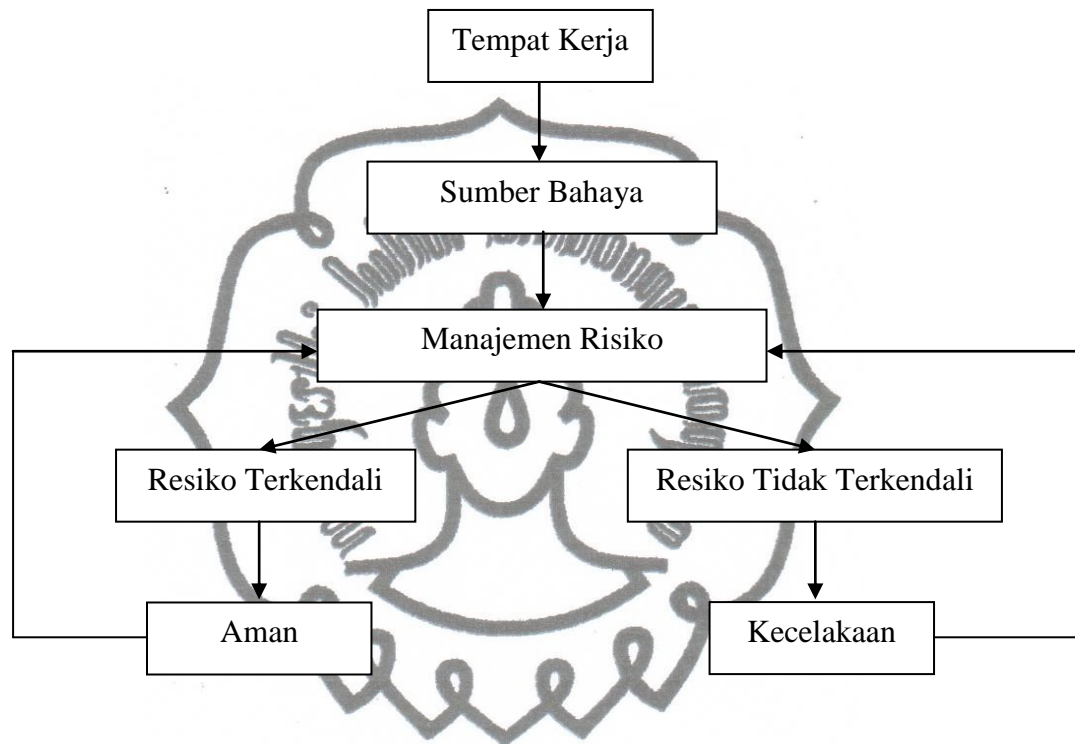 Tempat Kerja
Sumber Bahaya
Manajemen Risiko
Resiko Terkendali
Resiko Tidak Terkendali
Aman
Kecelakaan